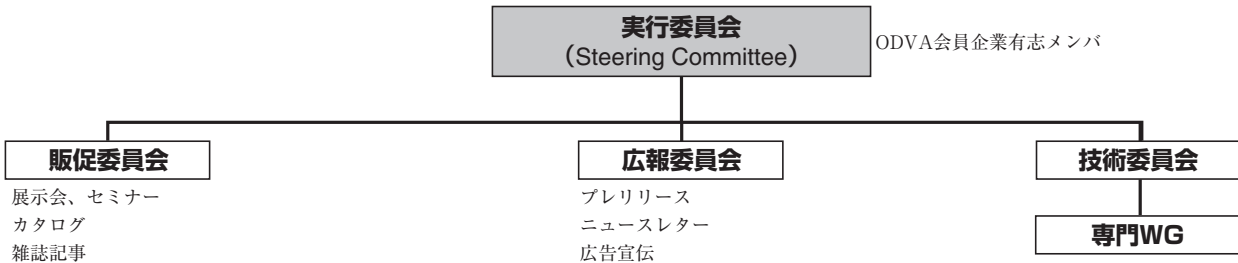 実行委員会
（Steering Committee）
ODVA会員企業有志メンバ
販促委員会
展示会、セミナー
カタログ
雑誌記事
広報委員会
プレリリース
ニュースレター
広告宣伝
技術委員会
専門WG